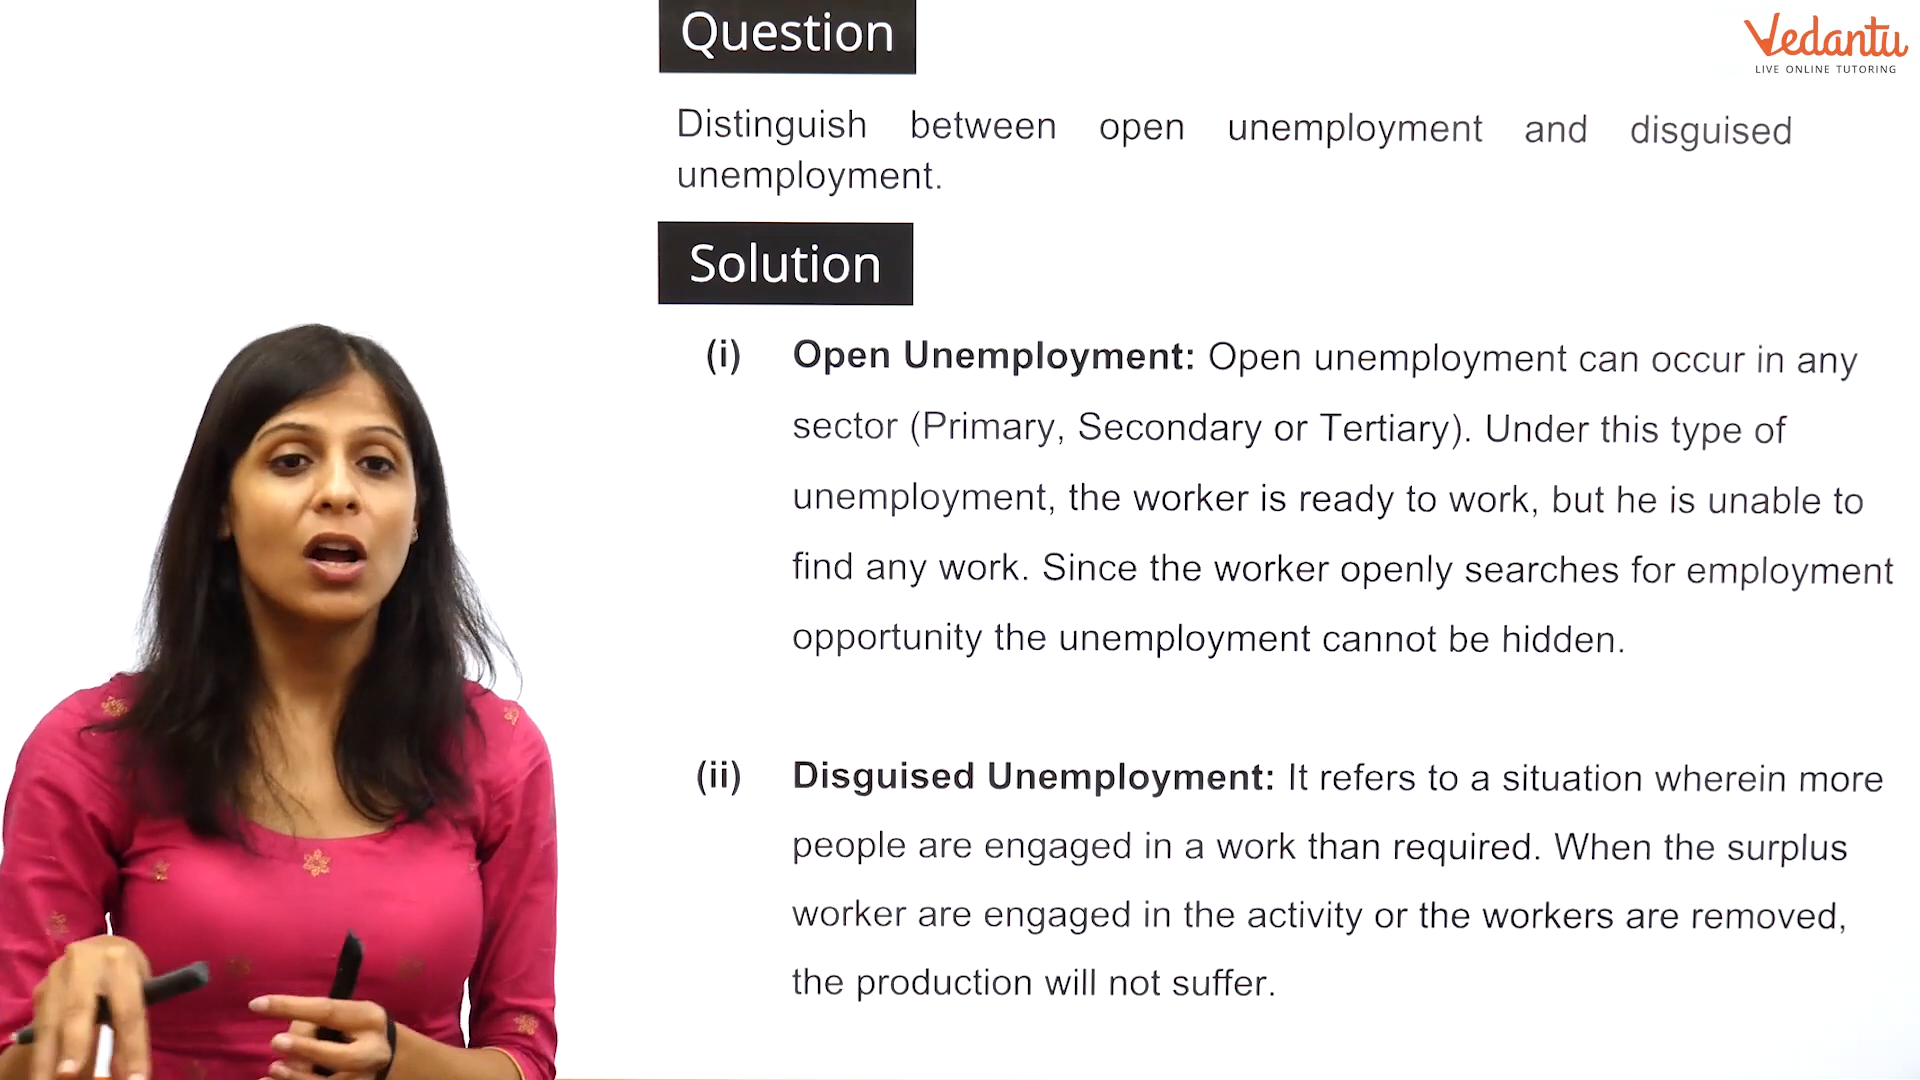 Question
Vedantu
LIVE ONLINE TUTORING
Distinguish between open unemployment and disguised
unemployment.
Solution
(i) Open Unemployment: Open unemployment can occur in any
sector (Primary, Secondary or Tertiary). Under this type of
unemployment, the worker is ready to work, but he is unable to
find any work. Since the worker openly searches for employment
opportunity the unemployment cannot be hidden.
(ii) Disguised Unemployment: It refers to a situation wherein more
people are engaged in a work than required. When the surplus
worker are engaged in the activity or the workers are removed,
the production will not suffer.